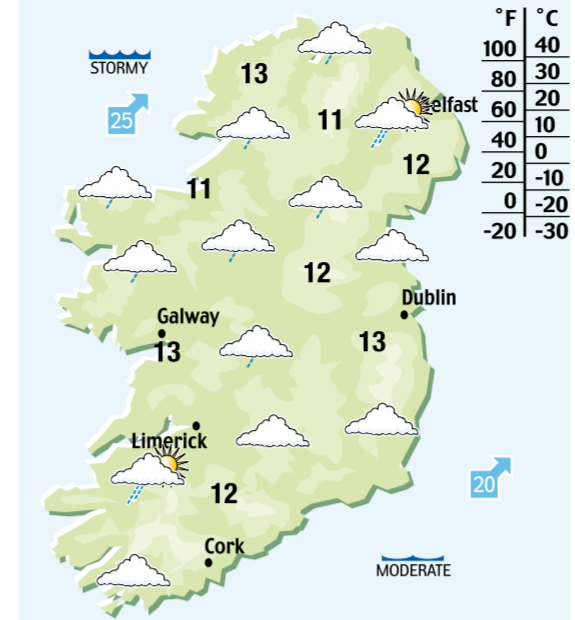 °F °C
100 40
80 30
60 20
40 10
20 0
0 -10
-20 -20
-30
STORMY
25
13
11
elfast
12
11
12
Dublin
Galway
13
13
Limerick
12
20
Cork
MODERATE